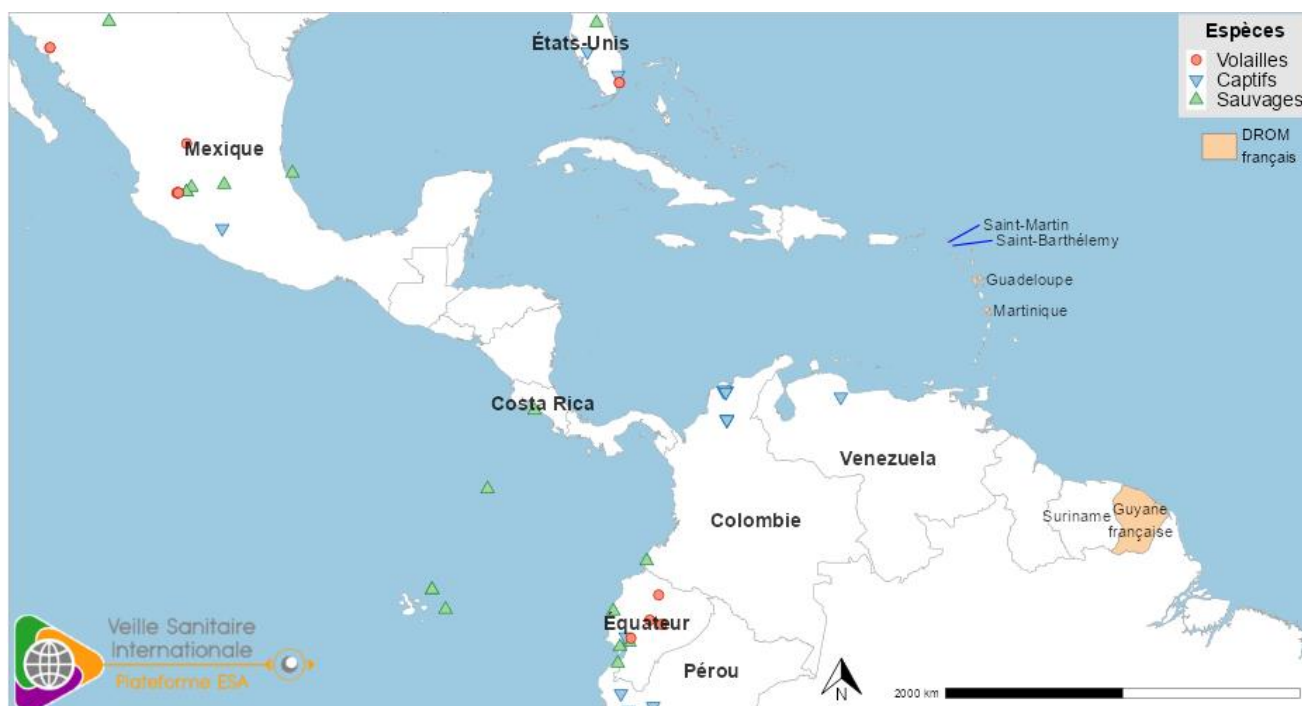 Espèces
Volailles
Captifs
Sauvages
DROM
français
États-Unis
Mexique
Saint-Martin
Saint-Barthélemy
Guadeloupe
Martinique
Costa Rica
Venezuela
Colombie
Suriname
Guyane
française
Équateur
Pérou
Veille Sanitaire
Internationale
Plateforme ESA
N
2000 km